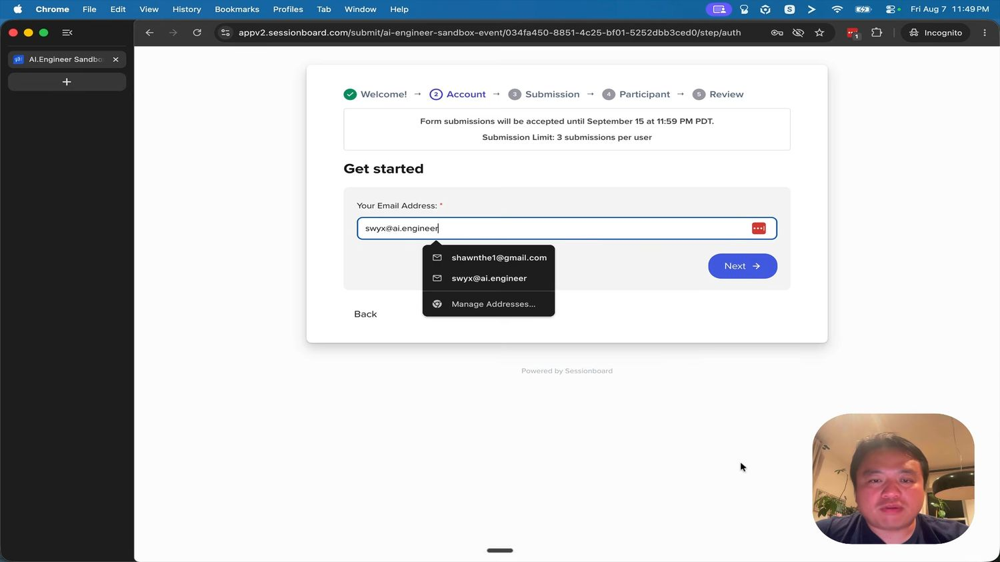 Chrome File Edit View History Bookmarks Profiles Tab Window Help
S
Fri Aug 7 11:49 PM
AI.Engineer Sandbo
appv2.sessionboard.com/submit/ai-engineer-sandbox-event/034fa450-8851-4c25-bf01-5252dbb3ced0/step/auth
1
Incognito
Welcome! → 2 Account → 3 Submission → 4 Participant → 5 Review
Form submissions will be accepted until September 15 at 11:59 PM PDT.
Submission Limit: 3 submissions per user
Get started
Your Email Address: *
swyx@ai.engineer
shawnthe1@gmail.com
swyx@ai.engineer
Manage Addresses...
Next →
Back
Powered by Sessionboard